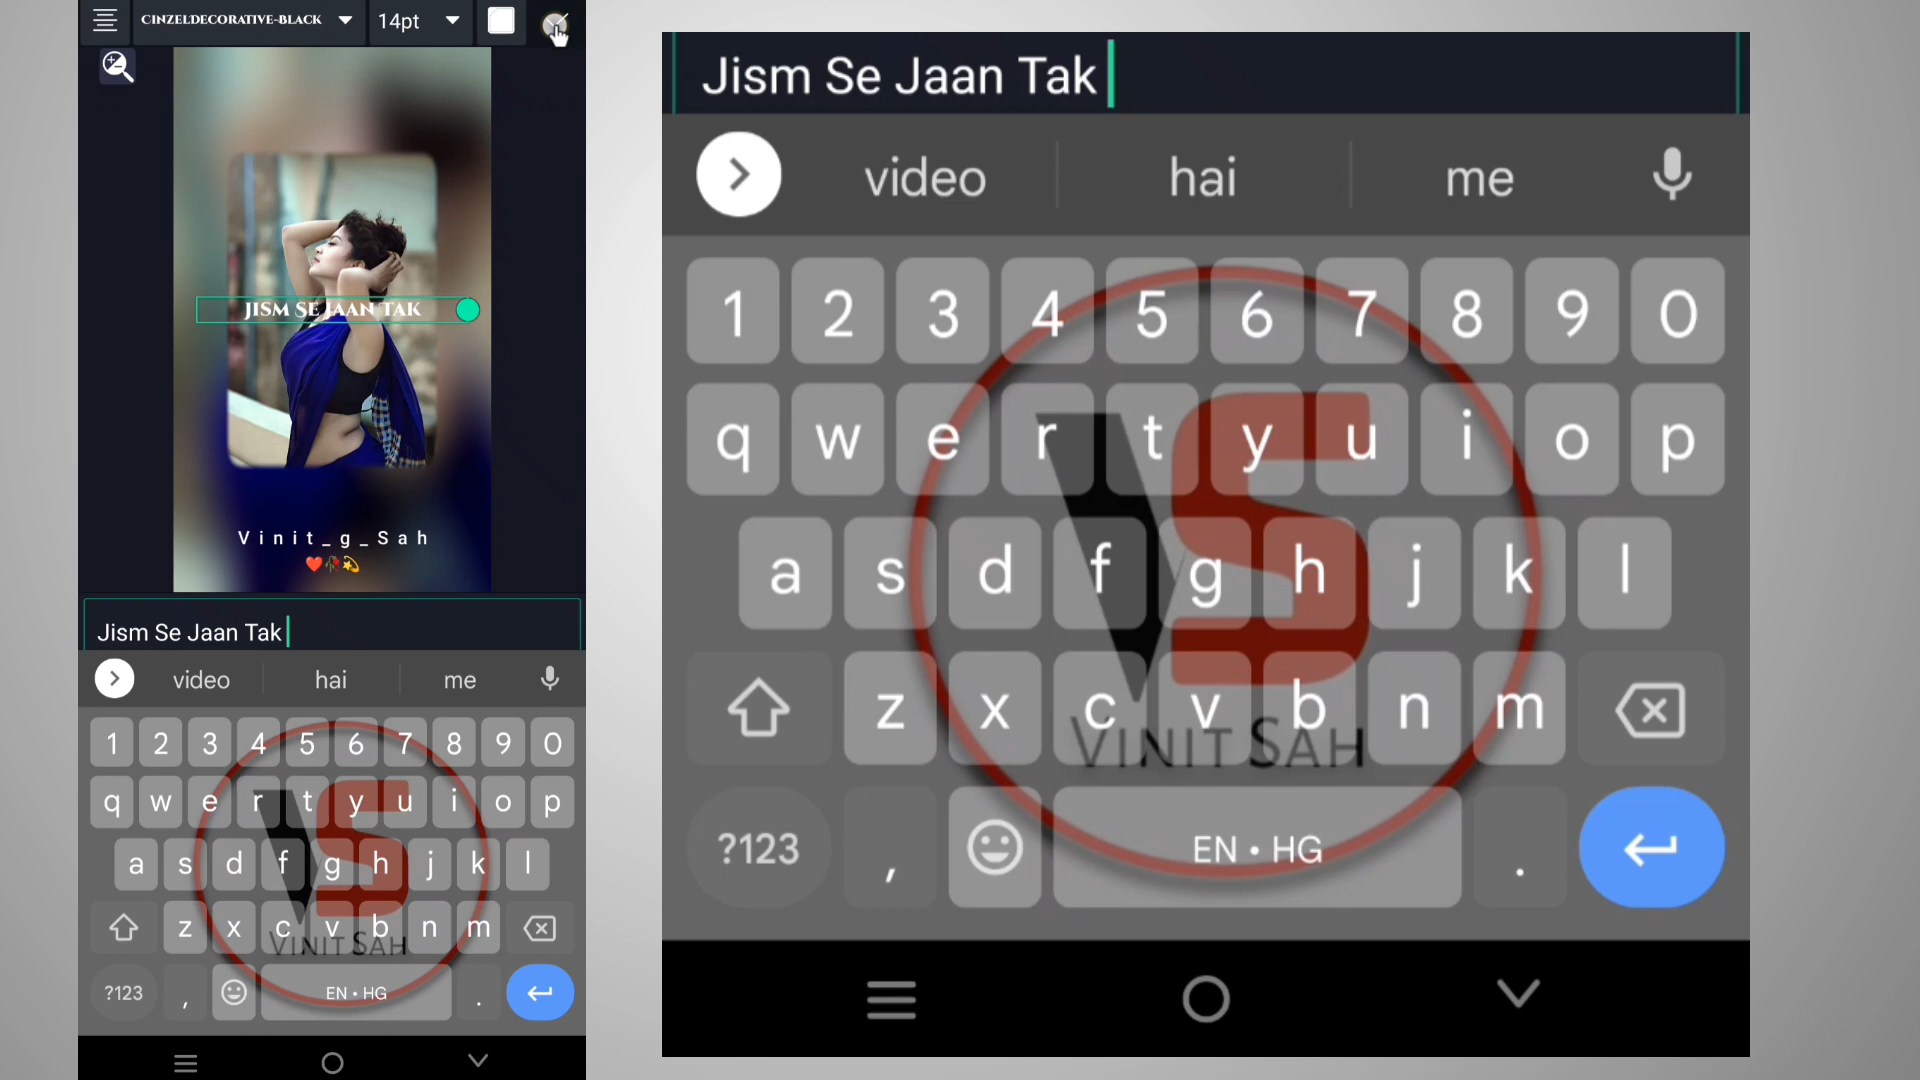 CINZELDECORATIVE-BLACK 14pt
JISM SE JAAN TAK
Vinit_g_Sah
❤️🥀💫
Jism Se Jaan Tak
video hai me
1 2 3 4 5 6 7 8 9 0
q w e r t y u i o p
a s d f g h j k l
z x c v b n m
VINIT SAH
?123 , EN • HG .
Jism Se Jaan Tak
video hai me
1 2 3 4 5 6 7 8 9 0
q w e r t y u i o p
a s d f g h j k l
z x c v b n m
VINIT SAH
?123 , EN • HG .